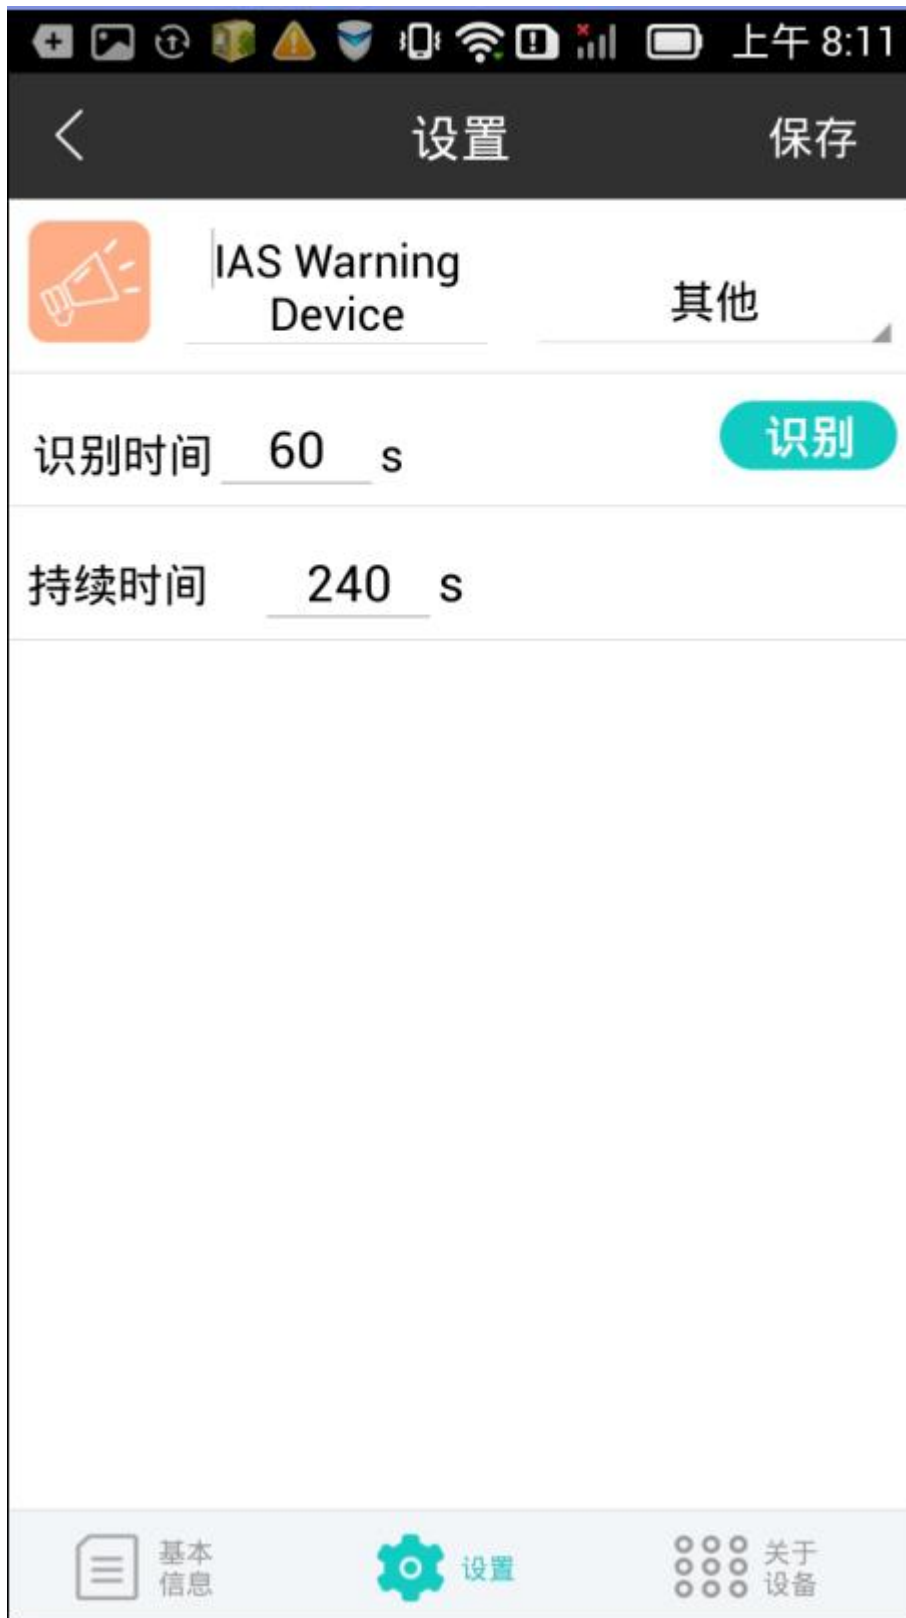 上午 8:11
设置
保存
IAS Warning
Device
其他
识别时间 60 s
识别
持续时间 240 s
基本
信息
设置
关于
设备